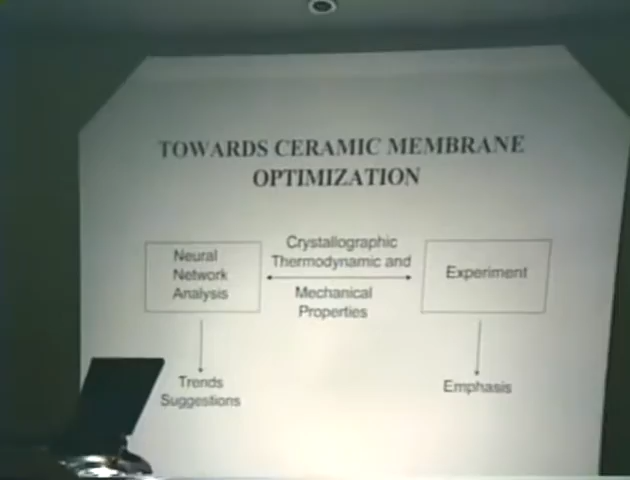 TOWARDS CERAMIC MEMBRANE
OPTIMIZATION
Neural
Network
Analysis
Crystallographic
Thermodynamic and
Mechanical
Properties
Experiment
Trends
Suggestions
Emphasis